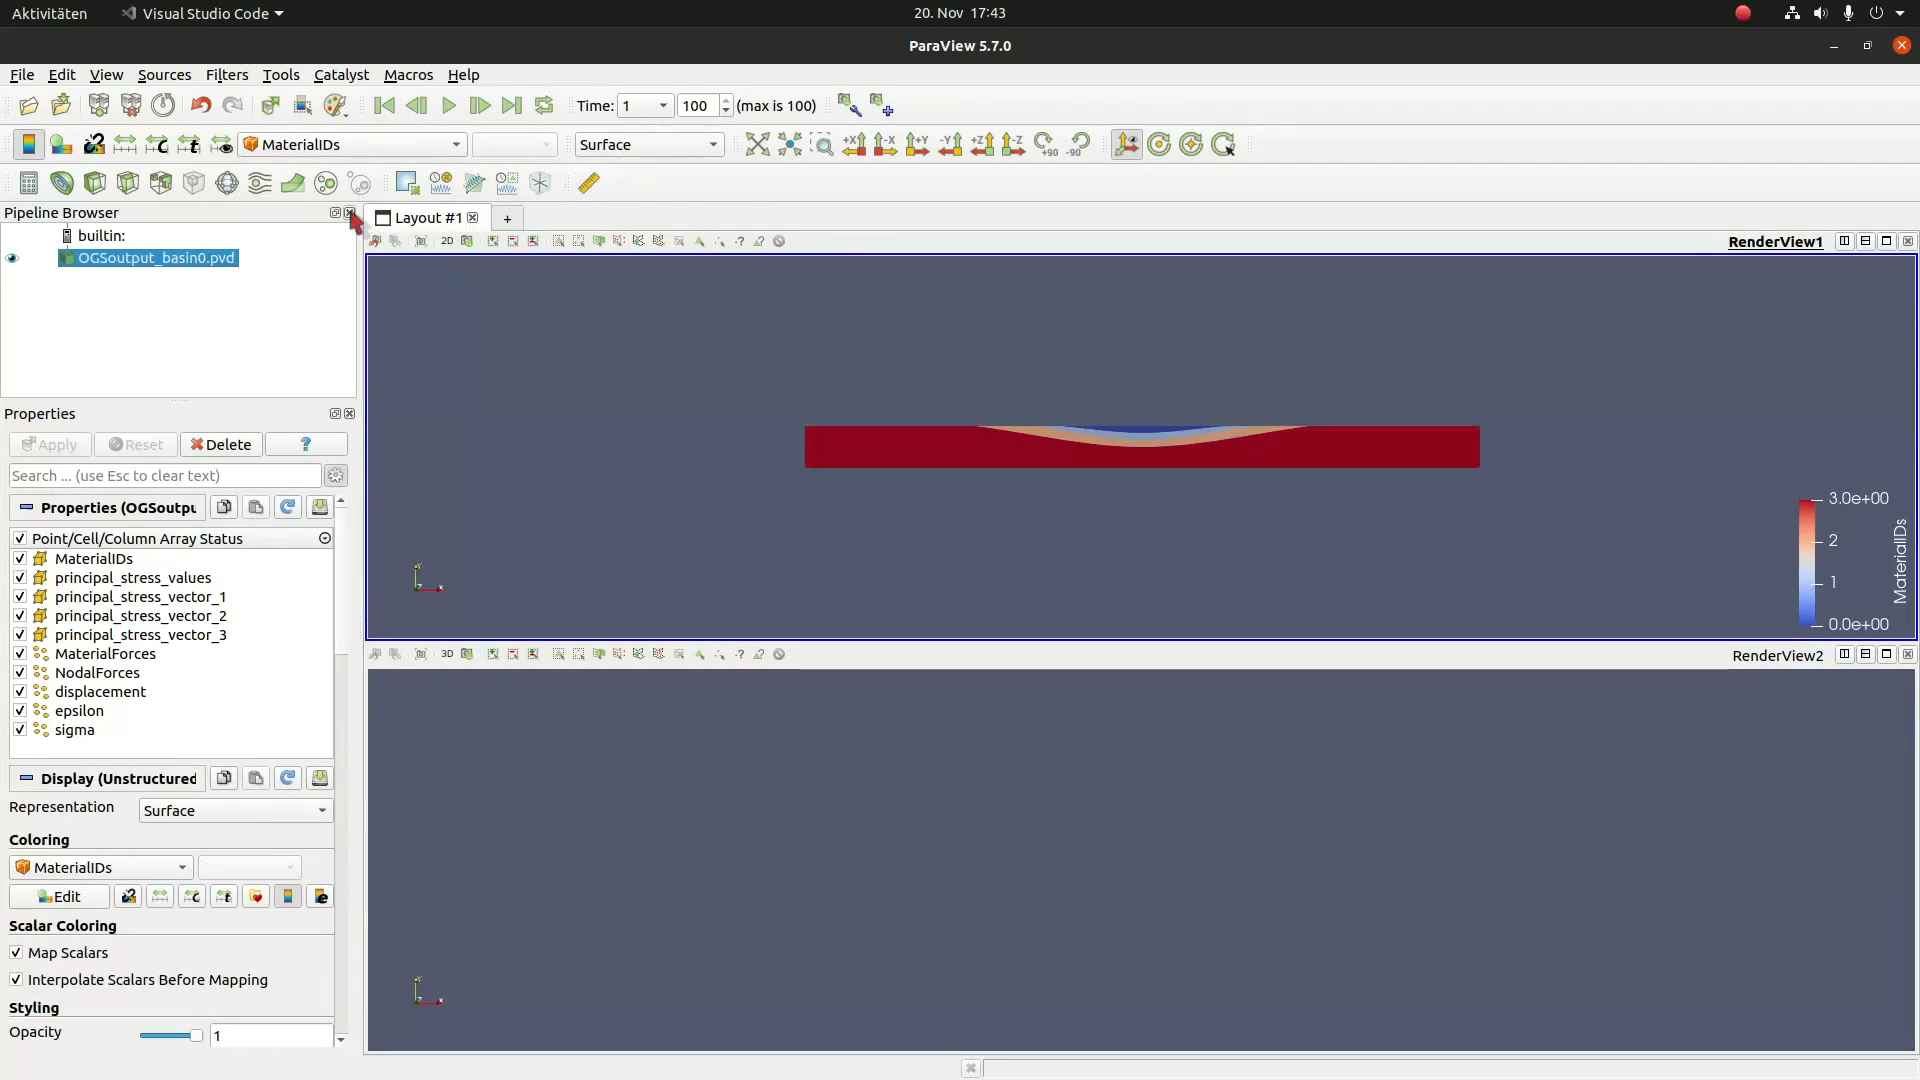 Aktivitäten
Visual Studio Code
20. Nov 17:43
ParaView 5.7.0
File Edit View Sources Filters Tools Catalyst Macros Help
Time: 1 100 (max is 100)
MaterialIDs
Surface
+X -X +Y -Y +Z -Z +90 -90
Pipeline Browser
builtin:
OGSoutput_basin0.pvd
Layout #1
+
2D
RenderView1
3.0e+00
2
1
0.0e+00
MaterialIDs
3D
RenderView2
Properties
Apply Reset Delete ?
Search ... (use Esc to clear text)
Properties (OGSoutpu
Point/Cell/Column Array Status
MaterialIDs
principal_stress_values
principal_stress_vector_1
principal_stress_vector_2
principal_stress_vector_3
MaterialForces
NodalForces
displacement
epsilon
sigma
Display (Unstructured
Representation Surface
Coloring
MaterialIDs
Edit
Scalar Coloring
Map Scalars
Interpolate Scalars Before Mapping
Styling
Opacity 1